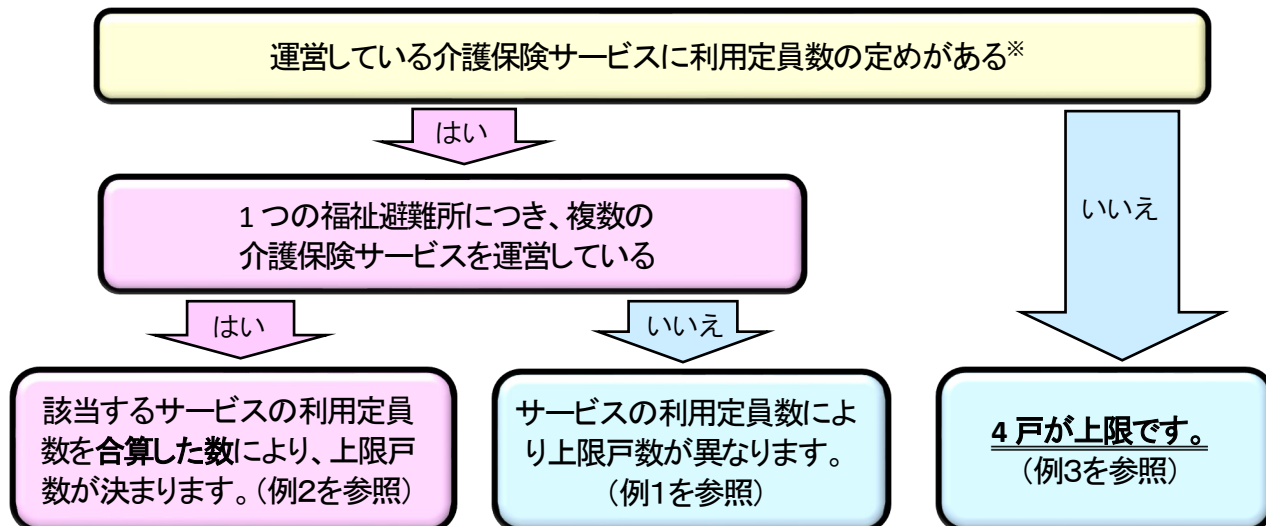 運営している介護保険サービスに利用定員数の定めがある※
はい
いいえ
1つの福祉避難所につき、複数の
介護保険サービスを運営している
はい
いいえ
該当するサービスの利用定員
数を合算した数により、上限戸
数が決まります。(例2を参照)
サービスの利用定員数によ
り上限戸数が異なります。
(例1を参照)
4戸が上限です。
(例3を参照)